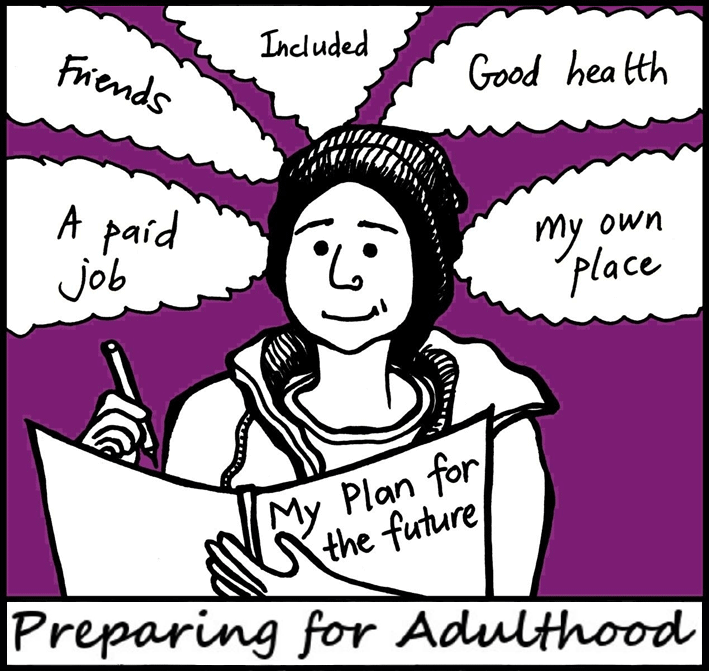 Friends
Included
Good health
A paid
job
My own
place
My Plan for
the future
Preparing for Adulthood